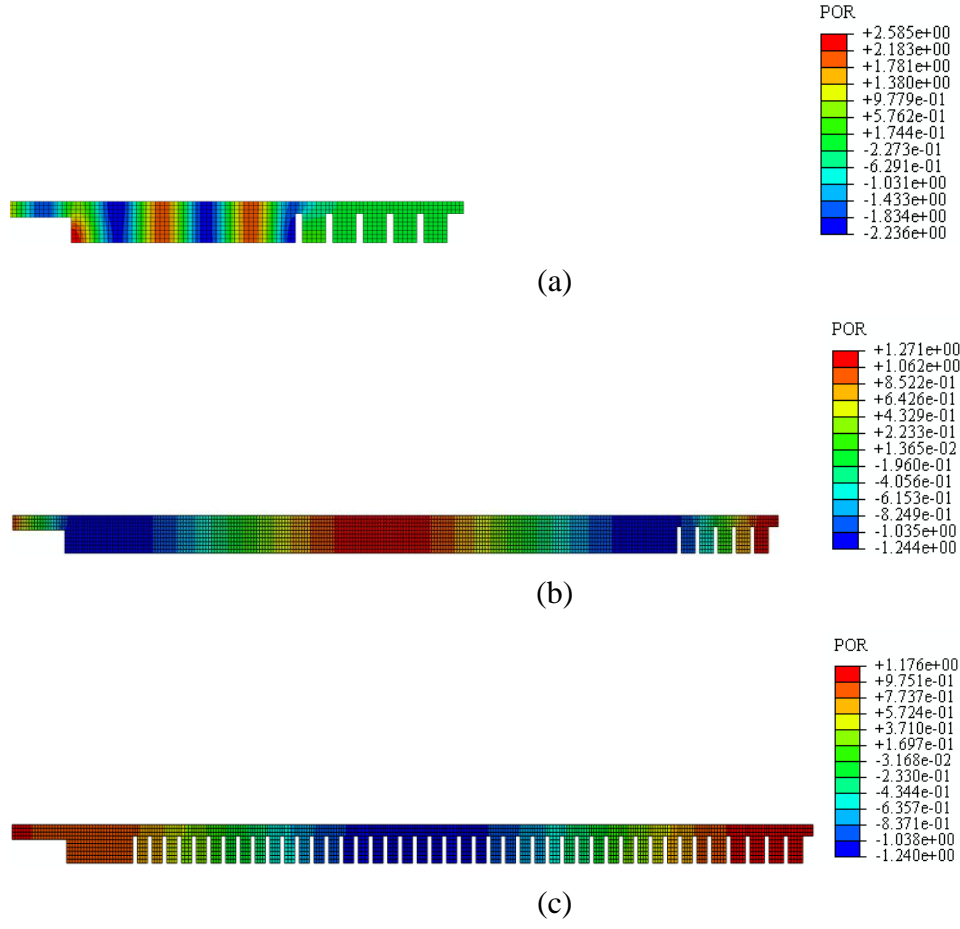 POR
+2.585e+00
+2.183e+00
+1.781e+00
+1.380e+00
+9.779e-01
+5.762e-01
+1.744e-01
-2.273e-01
-6.291e-01
-1.031e+00
-1.433e+00
-1.834e+00
-2.236e+00
(a)
POR
+1.271e+00
+1.062e+00
+8.522e-01
+6.426e-01
+4.329e-01
+2.233e-01
+1.365e-02
-1.960e-01
-4.056e-01
-6.153e-01
-8.249e-01
-1.035e+00
-1.244e+00
(b)
POR
+1.176e+00
+9.751e-01
+7.737e-01
+5.724e-01
+3.710e-01
+1.697e-01
-3.168e-02
-2.330e-01
-4.344e-01
-6.357e-01
-8.371e-01
-1.038e+00
-1.240e+00
(c)